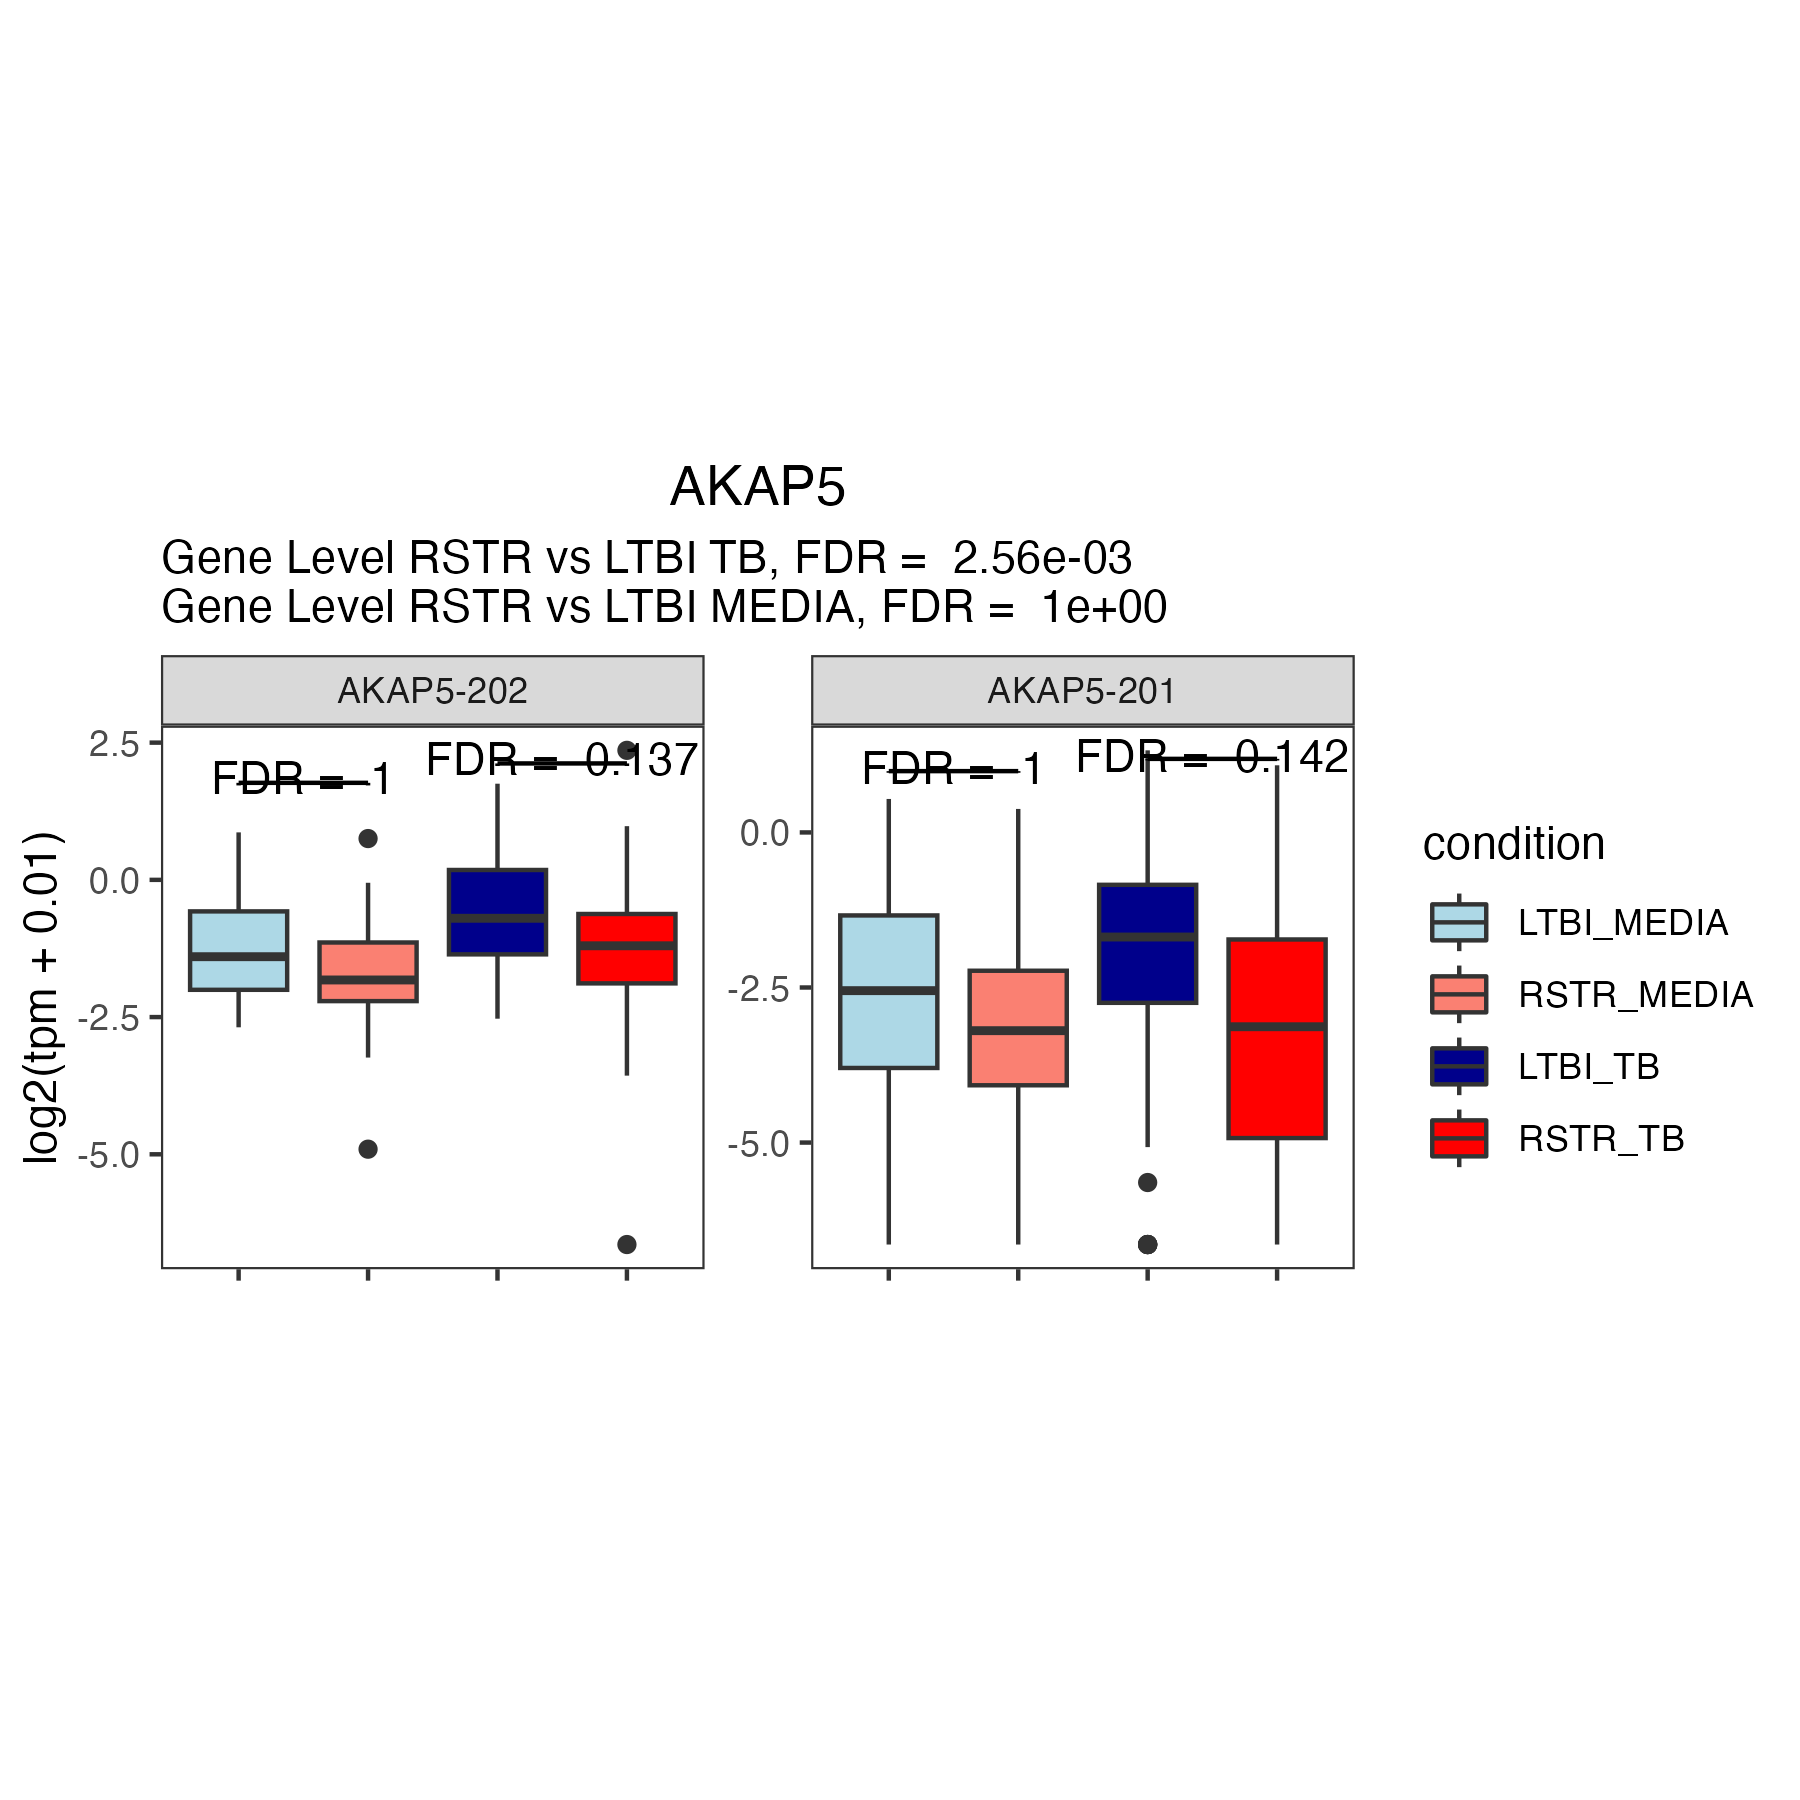 AKAP5
Gene Level RSTR vs LTBI TB, FDR =  2.56e-03
Gene Level RSTR vs LTBI MEDIA, FDR =  1e+00
AKAP5-202
AKAP5-201
FDR =  1
FDR =  0.137
FDR =  1
FDR =  0.142
2.5
0.0
-2.5
-5.0
0.0
-2.5
-5.0
log2(tpm + 0.01)
condition
LTBI_MEDIA
RSTR_MEDIA
LTBI_TB
RSTR_TB